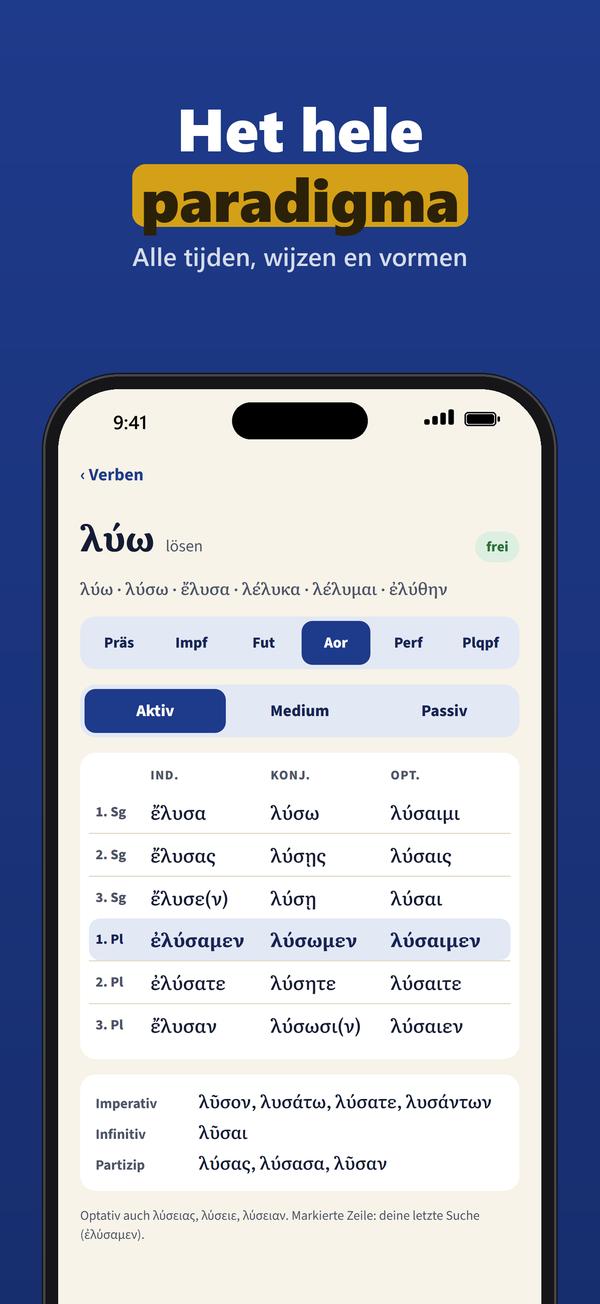 Het hele
paradigma
Alle tijden, wijzen en vormen
9:41
‹ Verben
λύω lösen frei
λύω · λύσω · ἔλυσα · λέλυκα · λέλυμαι · ἐλύθην
Präs Impf Fut Aor Perf Plqpf
Aktiv Medium Passiv
IND. KONJ. OPT.
1. Sg ἔλυσα λύσω λύσαιμι
2. Sg ἔλυσας λύσῃς λύσαις
3. Sg ἔλυσε(ν) λύσῃ λύσαι
1. Pl ἐλύσαμεν λύσωμεν λύσαιμεν
2. Pl ἐλύσατε λύσητε λύσαιτε
3. Pl ἔλυσαν λύσωσι(ν) λύσαιεν
Imperativ λῦσον, λυσάτω, λύσατε, λυσάντων
Infinitiv λῦσαι
Partizip λύσας, λύσασα, λῦσαν
Optativ auch λύσειας, λύσειε, λύσειαν. Markierte Zeile: deine letzte Suche
(ἐλύσαμεν).